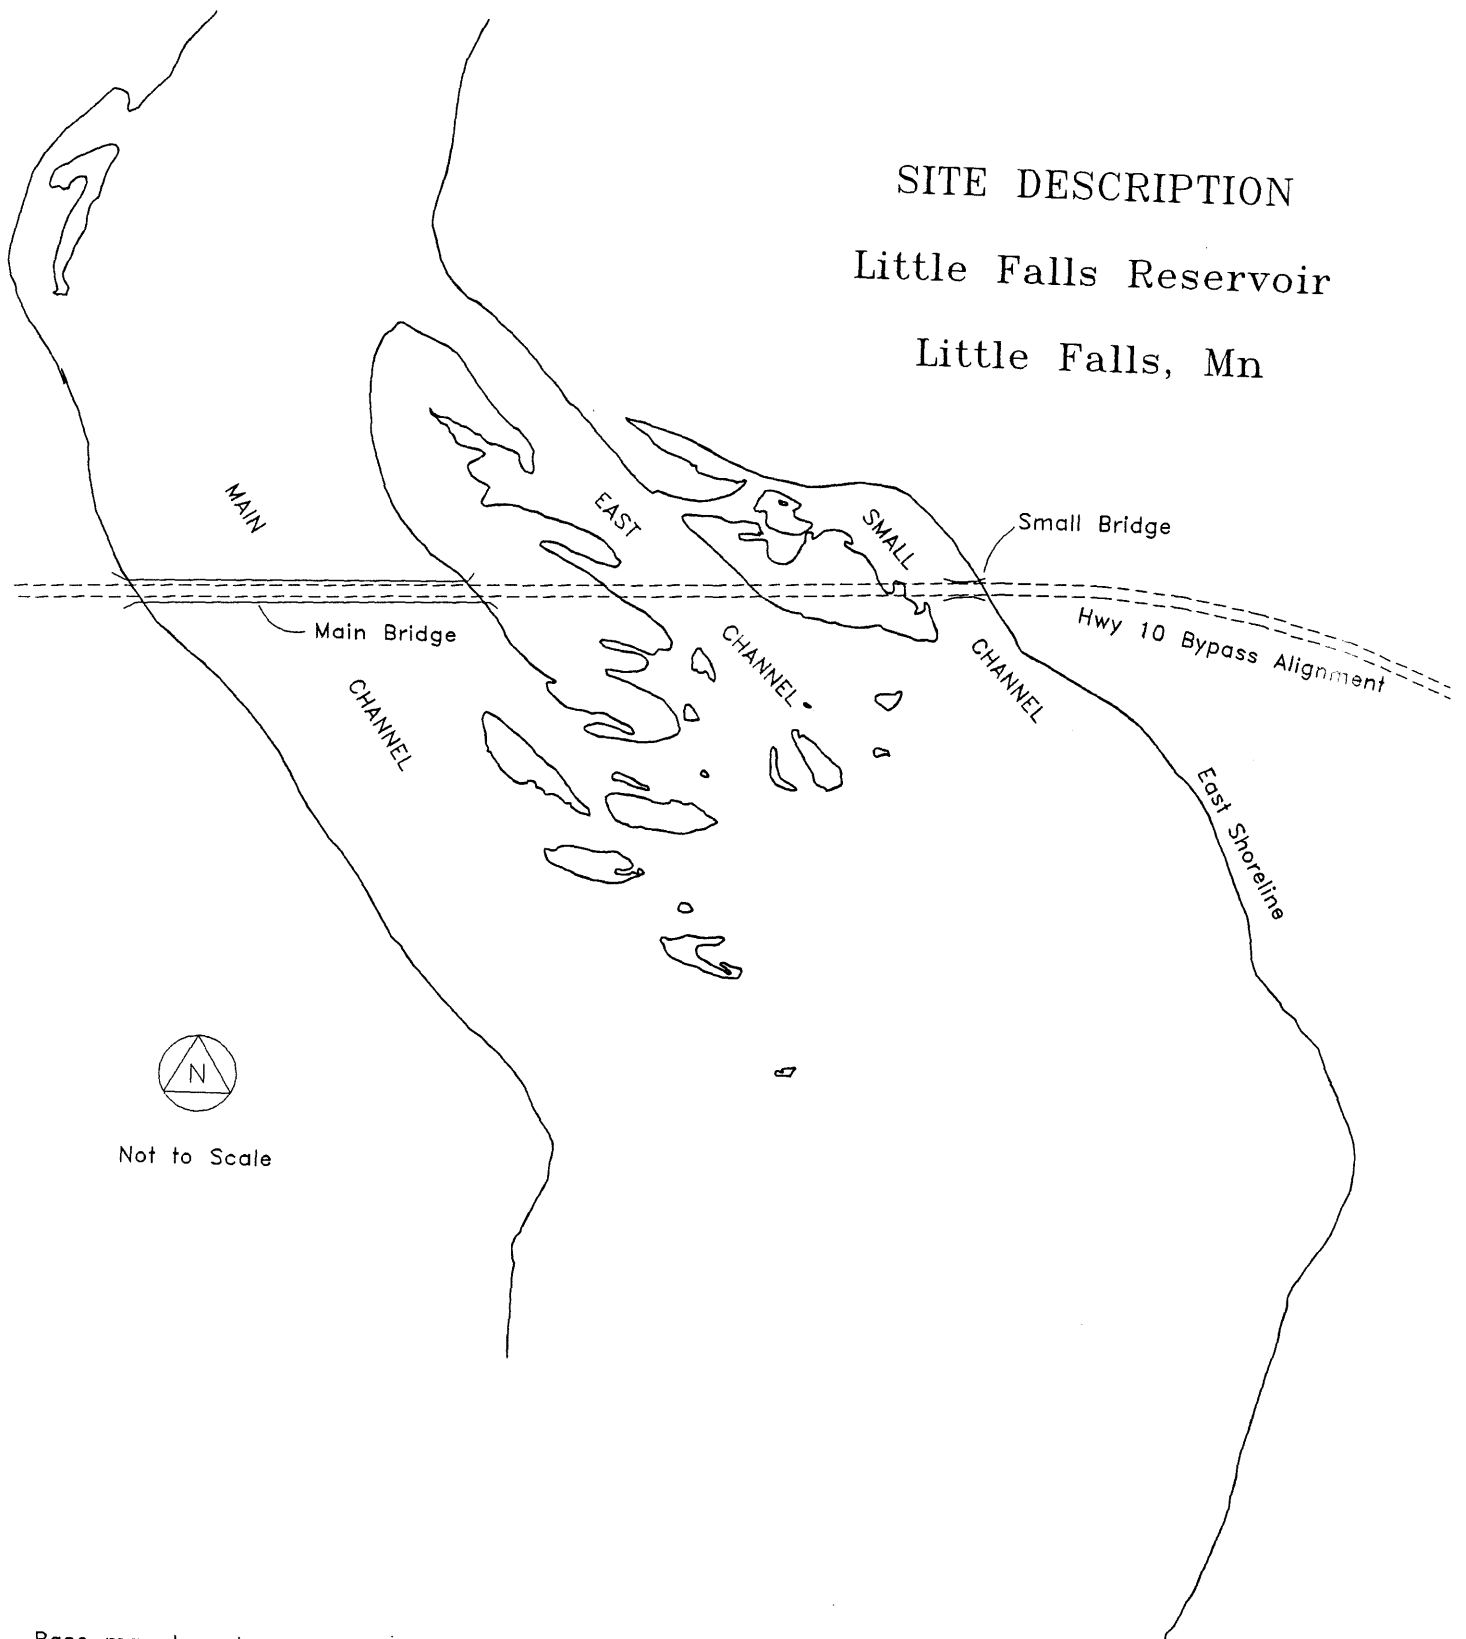 SITE DESCRIPTION
Little Falls Reservoir
Little Falls, Mn
MAIN
EAST
SMALL
Small Bridge
Main Bridge
CHANNEL
CHANNEL
CHANNEL
Hwy 10 Bypass Alignment
East Shoreline
N
Not to Scale